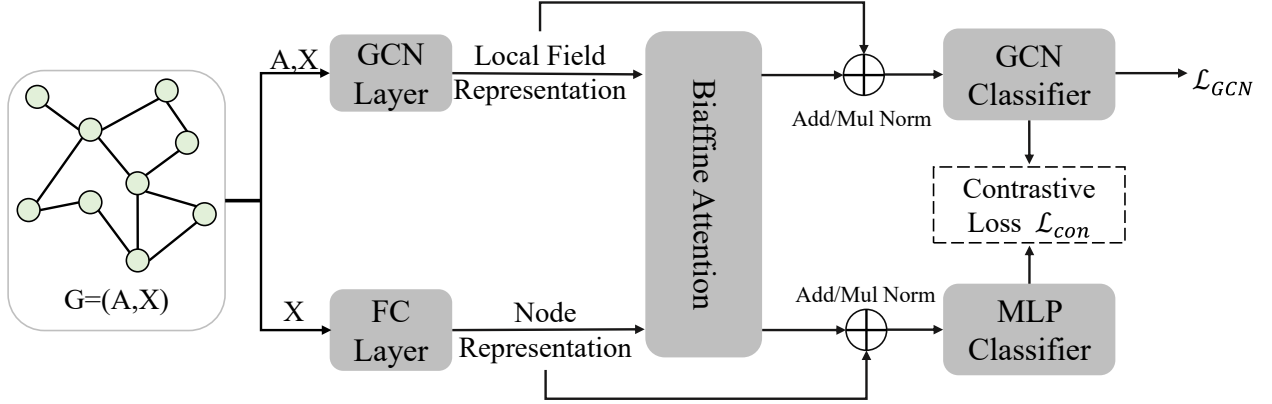 G=(A,X)
A,X
GCN
Layer
Local Field
Representation
X
FC
Layer
Node
Representation
Biaffine Attention
Add/Mul Norm
GCN
Classifier
ℒ_GCN
Contrastive
Loss ℒ_con
Add/Mul Norm
MLP
Classifier